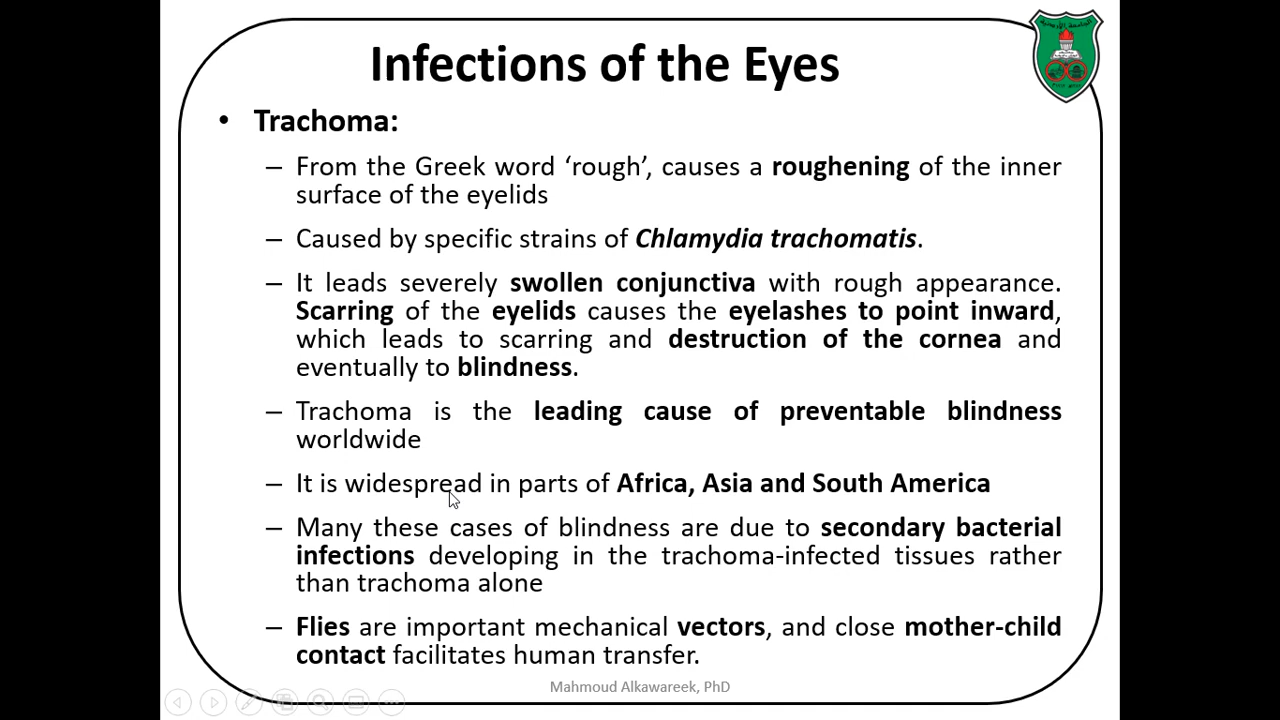 Infections of the Eyes
• Trachoma:
– From the Greek word ‘rough’, causes a roughening of the inner
surface of the eyelids
– Caused by specific strains of Chlamydia trachomatis.
– It leads severely swollen conjunctiva with rough appearance.
Scarring of the eyelids causes the eyelashes to point inward,
which leads to scarring and destruction of the cornea and
eventually to blindness.
– Trachoma is the leading cause of preventable blindness
worldwide
– It is widespread in parts of Africa, Asia and South America
– Many these cases of blindness are due to secondary bacterial
infections developing in the trachoma-infected tissues rather
than trachoma alone
– Flies are important mechanical vectors, and close mother-child
contact facilitates human transfer.
Mahmoud Alkawareek, PhD